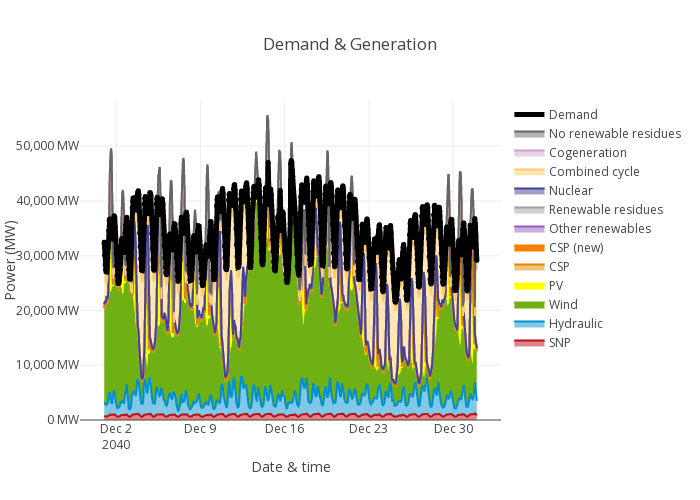 Demand & Generation
Demand
No renewable residues
Cogeneration
Combined cycle
Nuclear
Renewable residues
Other renewables
CSP (new)
CSP
PV
Wind
Hydraulic
SNP
50,000 MW
40,000 MW
30,000 MW
20,000 MW
10,000 MW
0 MW
Power (MW)
Dec 2 Dec 9 Dec 16 Dec 23 Dec 30
2040
Date & time